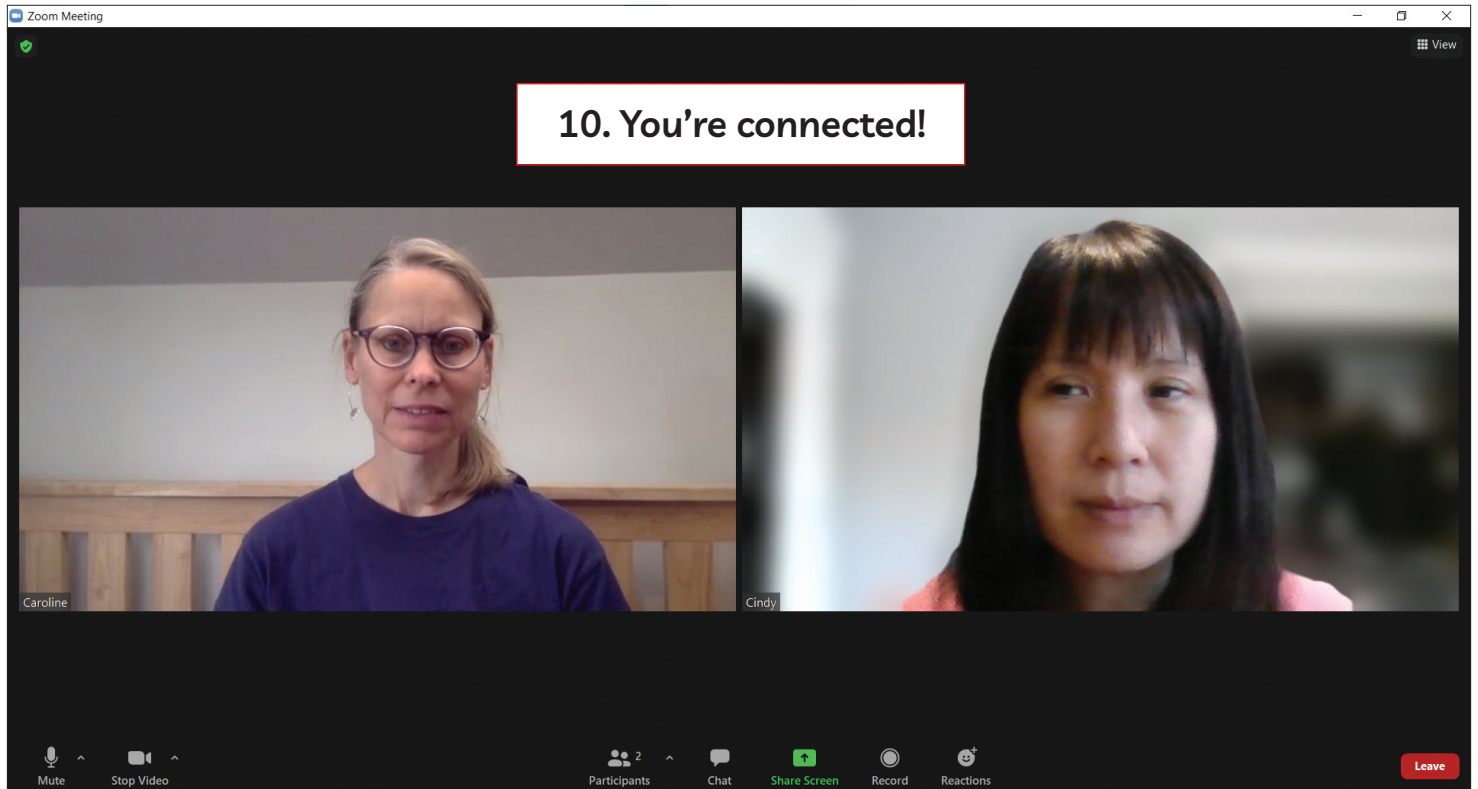 Zoom Meeting
View
10. You’re connected!
Caroline
Cindy
2
Mute
Stop Video
Participants
Chat
Share Screen
Record
Reactions
Leave